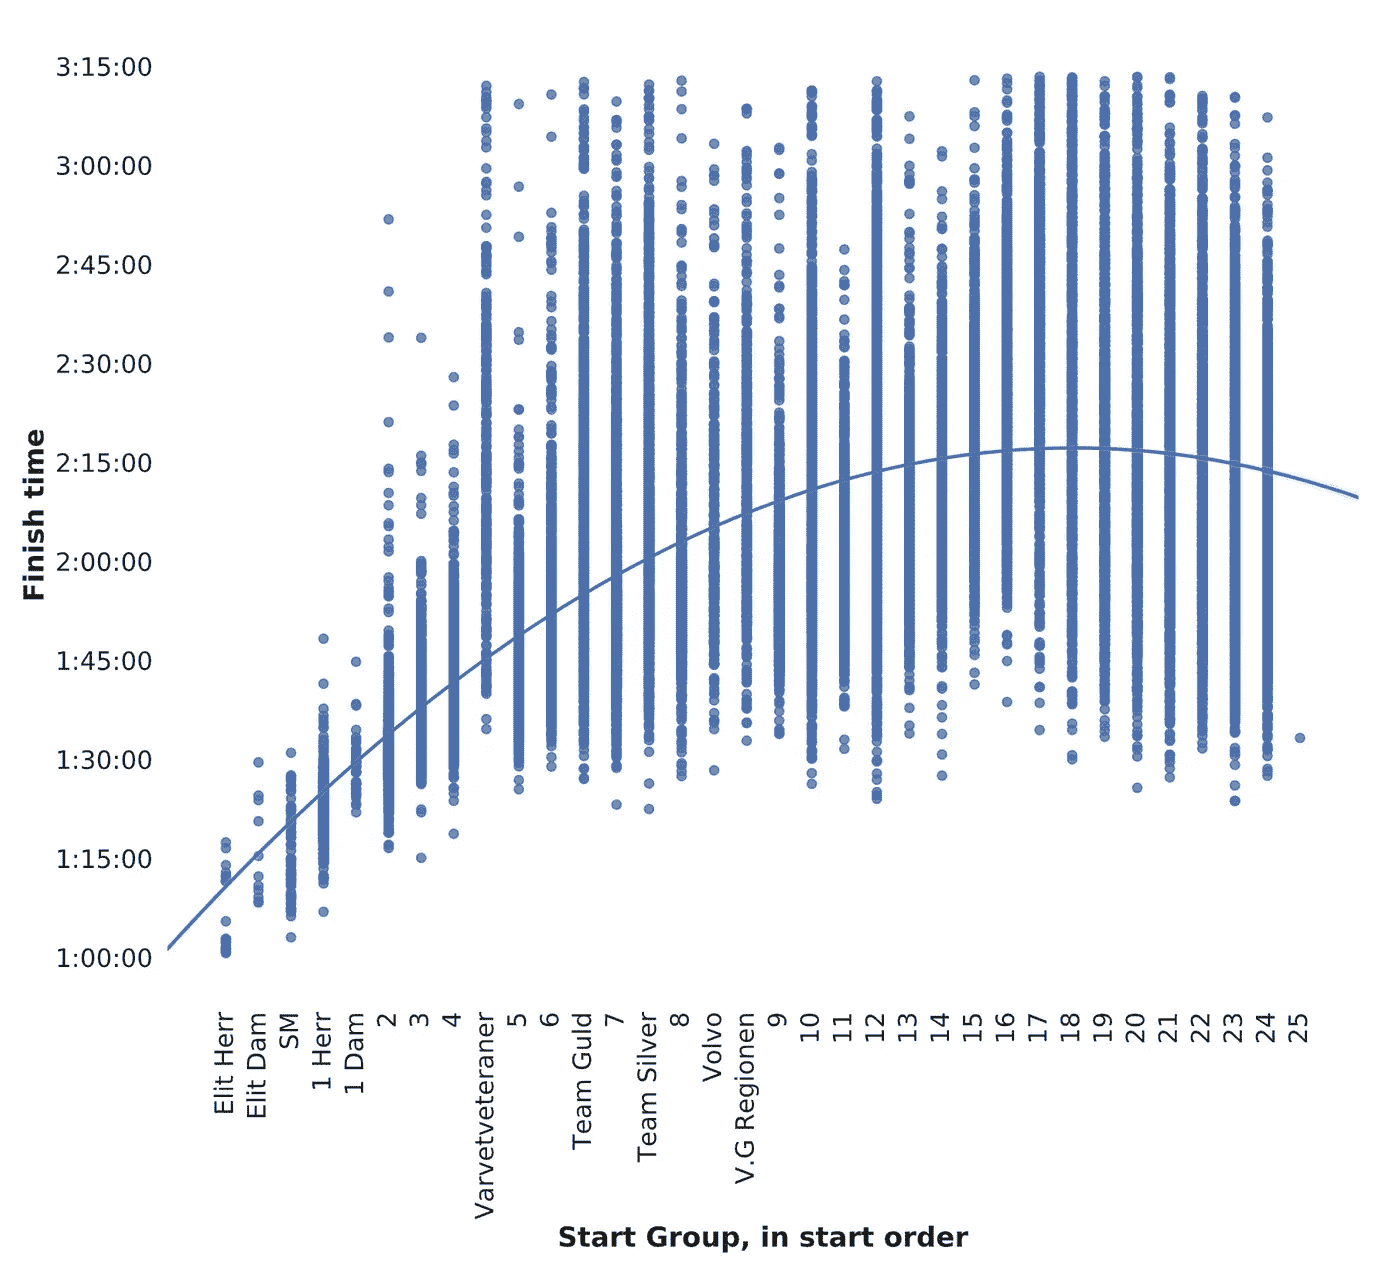 3:15:00
3:00:00
2:45:00
2:30:00
2:15:00
2:00:00
1:45:00
1:30:00
1:15:00
1:00:00
Finish time
Elit Herr
Elit Dam
SM
1 Herr
1 Dam
2
3
4
Varvetveteraner
5
6
Team Guld
7
Team Silver
8
Volvo
V.G Regionen
9
10
11
12
13
14
15
16
17
18
19
20
21
22
23
24
25
Start Group, in start order